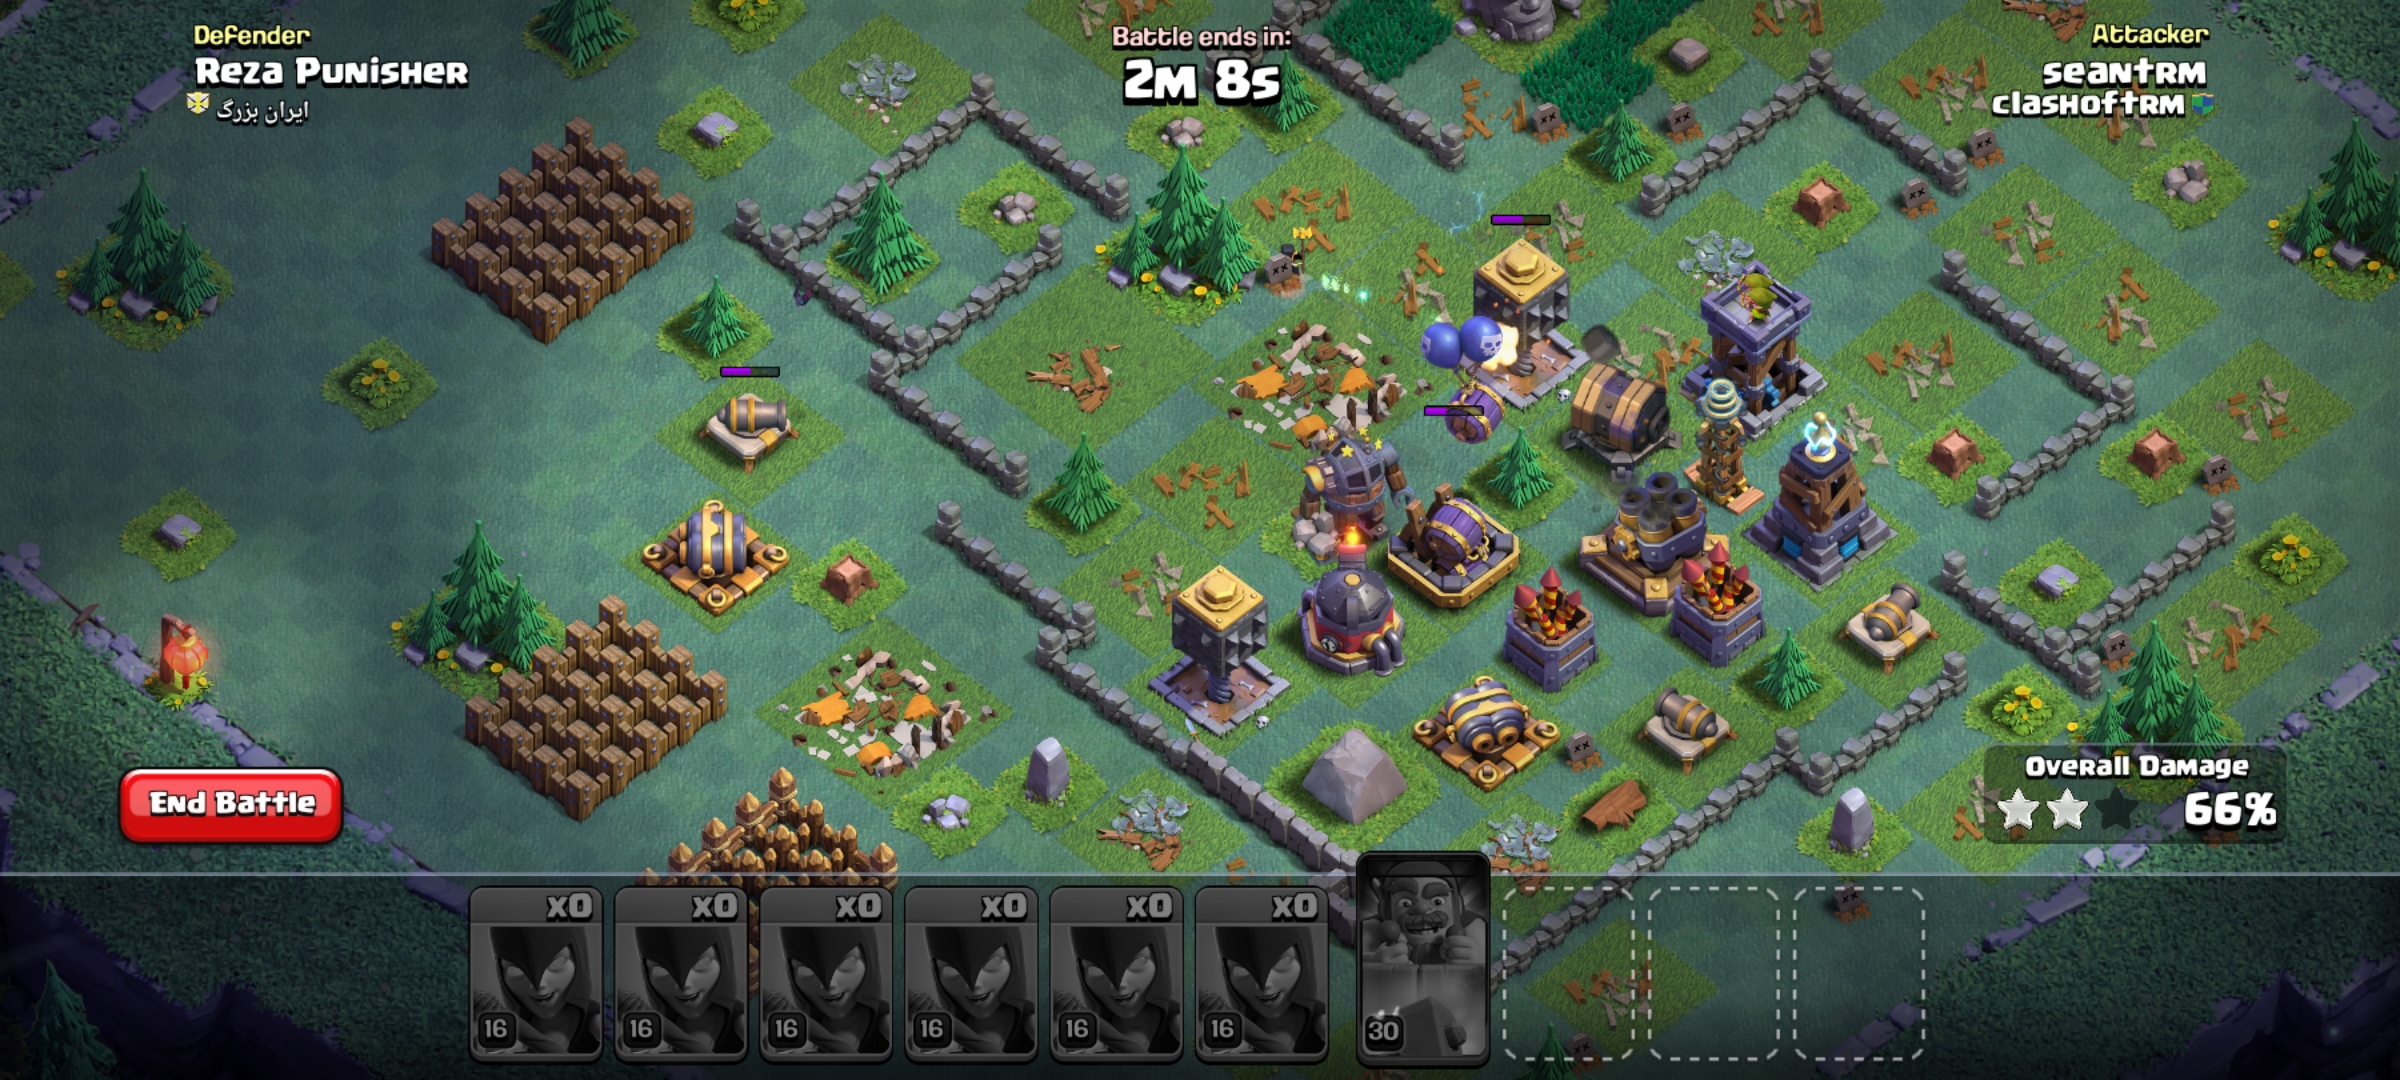 Defender
Reza Punisher
ایران بزرگ
Battle ends in:
2m 8s
Attacker
seantrm
clashoftrm
End Battle
Overall Damage
66%
x0
x0
x0
x0
x0
x0
16
16
16
16
16
16
30